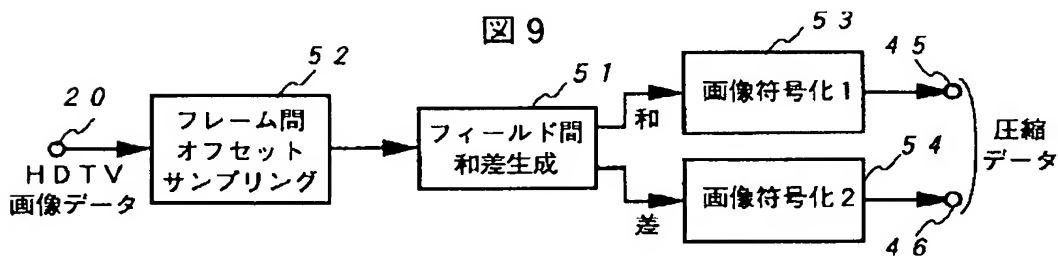 図9
52
53
45
20
51
フレーム間
オフセット
サンプリング
フィールド間
和差生成
和
画像符号化1
圧縮
データ
HDTV
画像データ
差
画像符号化2
54
46